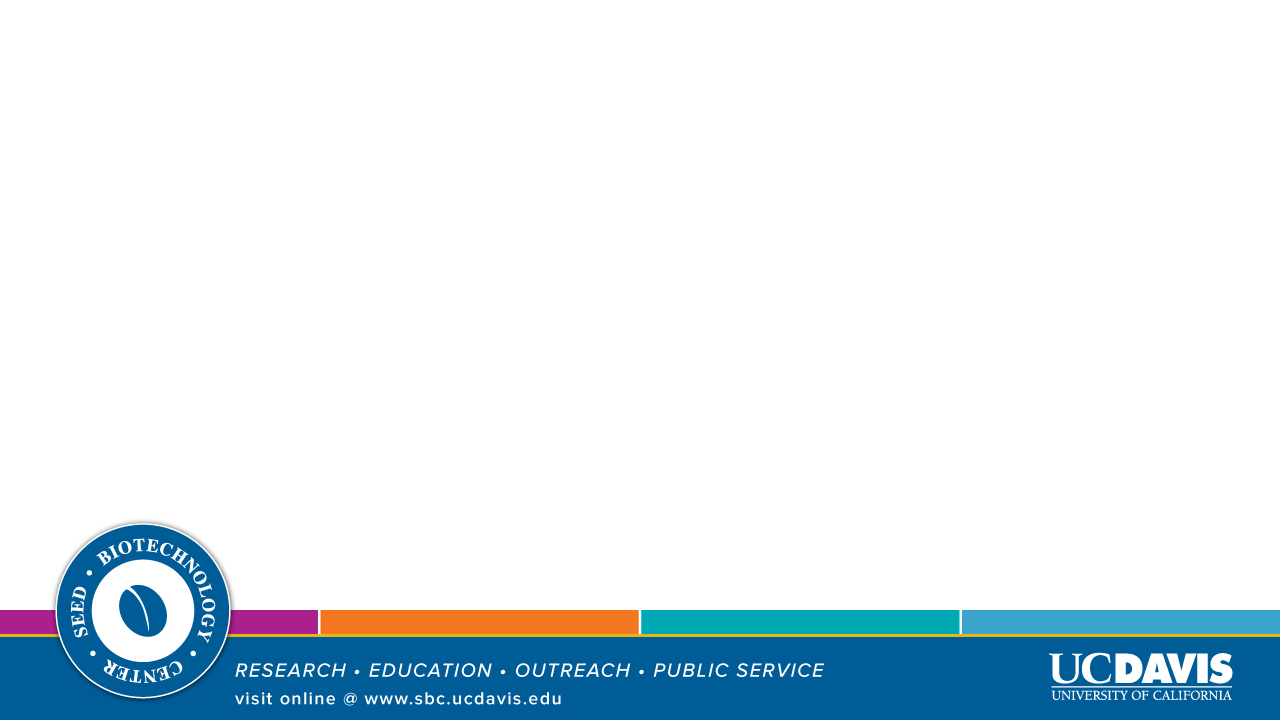 SEED • BIOTECHNOLOGY • CENTER •
RESEARCH • EDUCATION • OUTREACH • PUBLIC SERVICE
visit online @ www.sbc.ucdavis.edu
UCDAVIS
UNIVERSITY OF CALIFORNIA